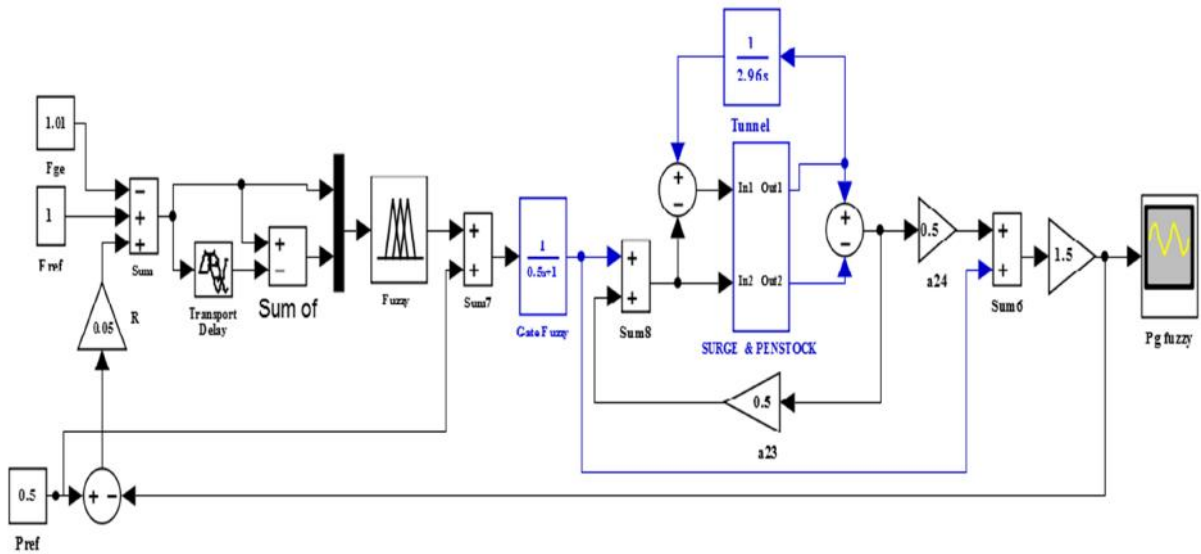 1
2.96s
Tunnel
1.01
Fge
1
Fref
Sum
Transport
Delay
Sum of
Fuzzy
Sum7
1
0.5s+1
Gate Fuzzy
Sum8
In1 Out1
In2 Out2
SURGE & PENSTOCK
0.5
a24
Sum6
1.5
Pg fuzzy
0.05
R
0.5
a23
0.5
Pref